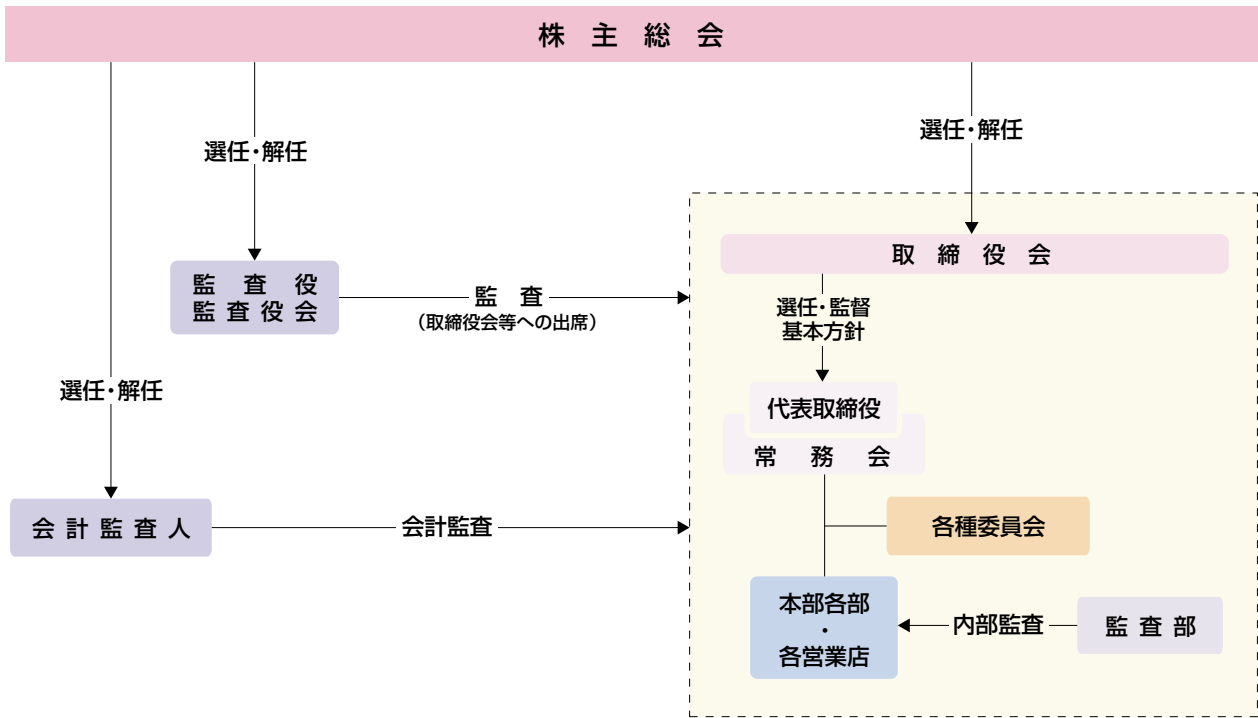 株主総会
選任・解任
選任・解任
選任・解任
取締役会
監査役
監査役会
監査
（取締役会等への出席）
選任・監督
基本方針
代表取締役
常務会
会計監査人
会計監査
各種委員会
本部各部
・
各営業店
内部監査
監査部